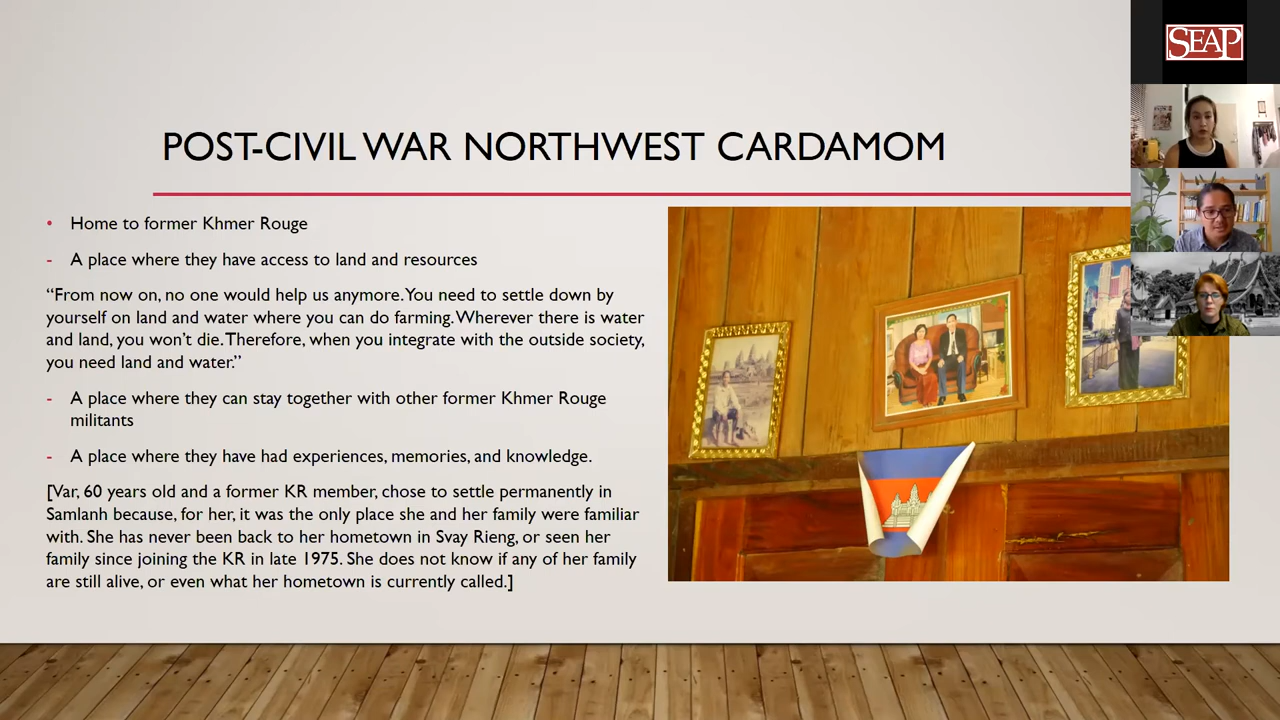 SEAP
POST-CIVIL WAR NORTHWEST CARDAMOM
• Home to former Khmer Rouge
- A place where they have access to land and resources
“From now on, no one would help us anymore. You need to settle down by
yourself on land and water where you can do farming. Wherever there is water
and land, you won’t die. Therefore, when you integrate with the outside society,
you need land and water.”
- A place where they can stay together with other former Khmer Rouge
militants
- A place where they have had experiences, memories, and knowledge.
[Var, 60 years old and a former KR member, chose to settle permanently in
Samlanh because, for her, it was the only place she and her family were familiar
with. She has never been back to her hometown in Svay Rieng, or seen her
family since joining the KR in late 1975. She does not know if any of her family
are still alive, or even what her hometown is currently called.]